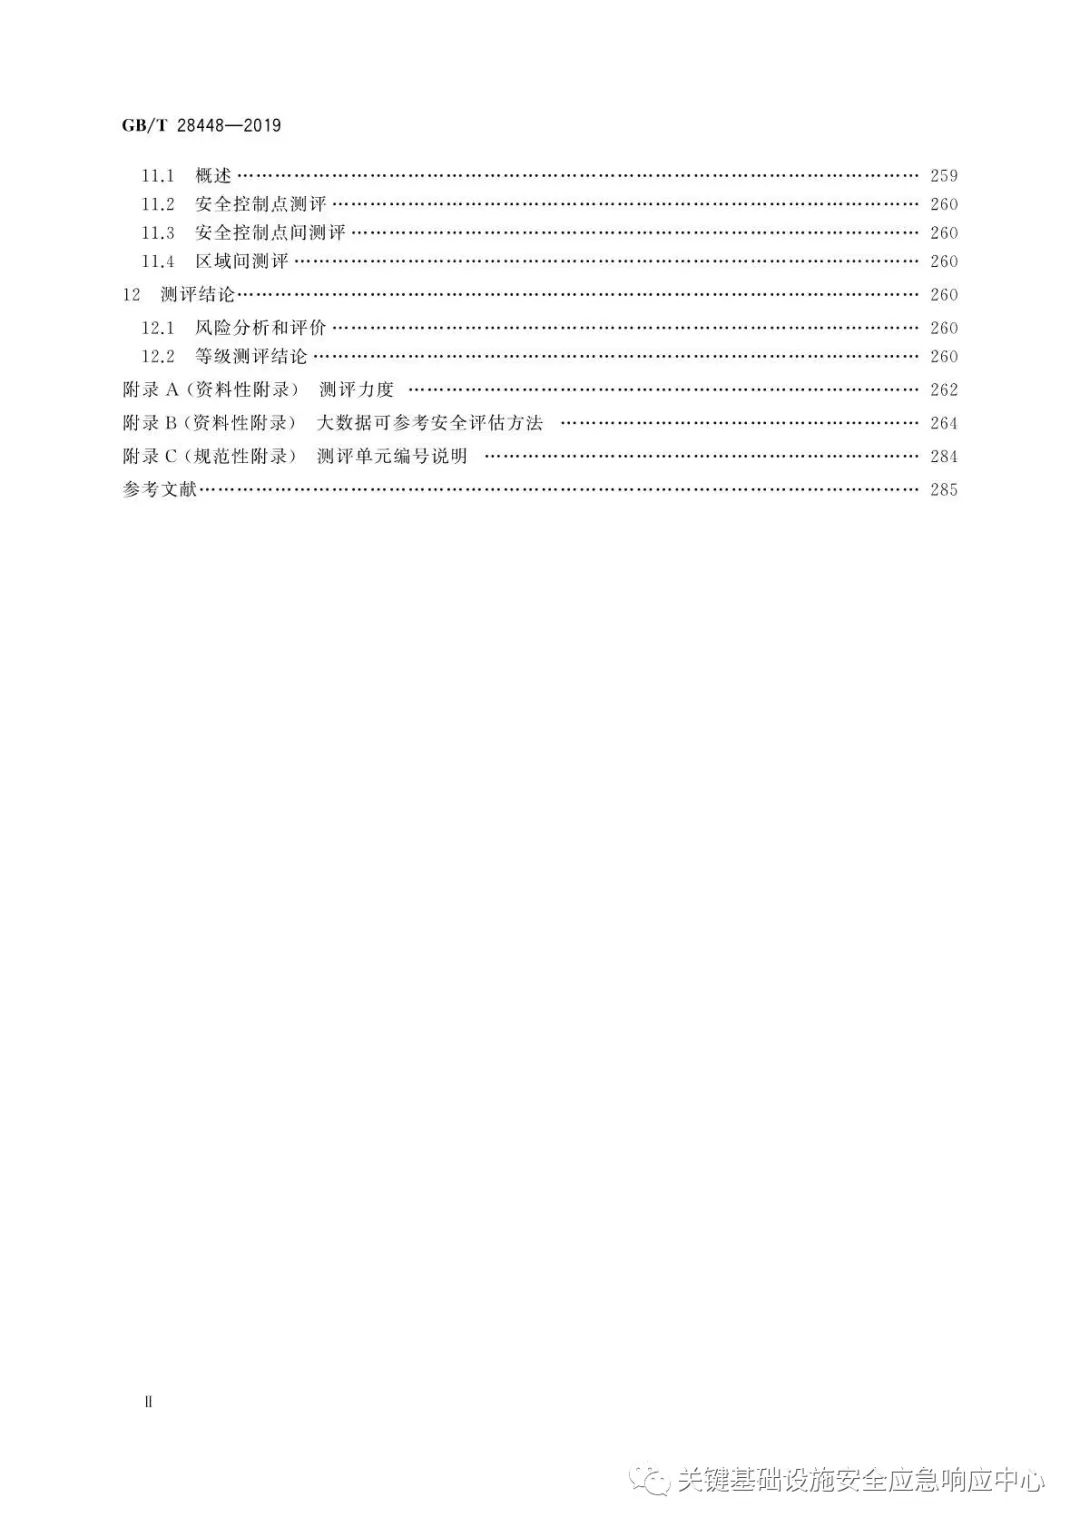 GB/T 28448—2019
11.1 概述 …………………………………………………………………………………………… 259
11.2 安全控制点测评 ……………………………………………………………………………… 260
11.3 安全控制点间测评 …………………………………………………………………………… 260
11.4 区域间测评 …………………………………………………………………………………… 260
12 测评结论…………………………………………………………………………………………… 260
12.1 风险分析和评价 ……………………………………………………………………………… 260
12.2 等级测评结论 ………………………………………………………………………………… 260
附录 A(资料性附录) 测评力度 …………………………………………………………………… 262
附录 B(资料性附录) 大数据可参考安全评估方法 ……………………………………………… 264
附录 C(规范性附录) 测评单元编号说明 ………………………………………………………… 284
参考文献………………………………………………………………………………………………… 285
Ⅱ
关键基础设施安全应急响应中心